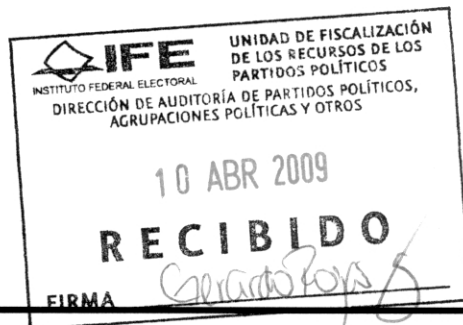 IFE
INSTITUTO FEDERAL ELECTORAL
UNIDAD DE FISCALIZACIÓN
DE LOS RECURSOS DE LOS
PARTIDOS POLÍTICOS
DIRECCIÓN DE AUDITORÍA DE PARTIDOS POLÍTICOS,
AGRUPACIONES POLÍTICAS Y OTROS
10 ABR 2009
RECIBIDO
FIRMA Gerardo